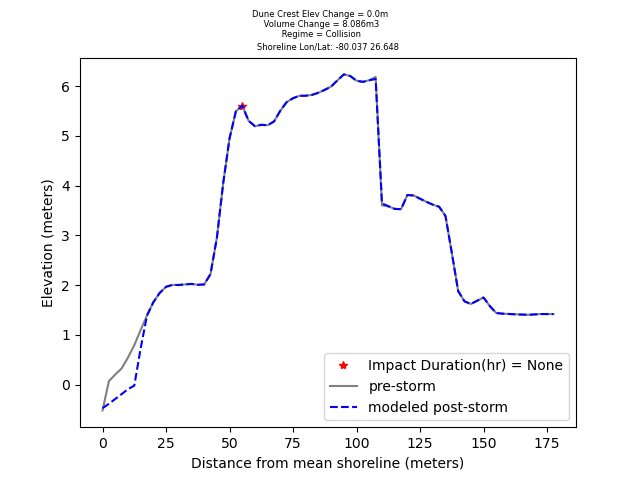 Dune Crest Elev Change = 0.0m
Volume Change = 8.086m3
Regime = Collision
Shoreline Lon/Lat: -80.037 26.648
6
5
4
3
2
1
0
Elevation (meters)
Impact Duration(hr) = None
pre-storm
modeled post-storm
0 25 50 75 100 125 150 175
Distance from mean shoreline (meters)